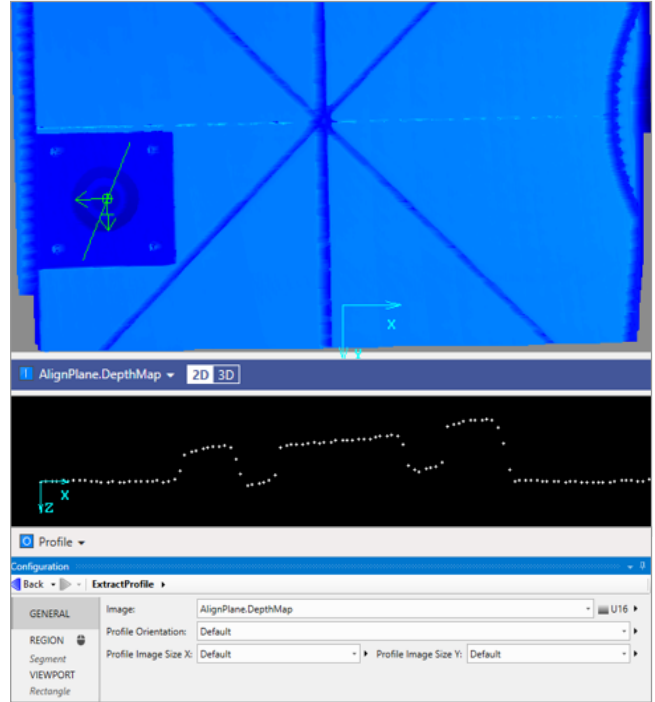 X
Y
AlignPlane.DepthMap
2D 3D
X
Z
Profile
Configuration
Back ExtractProfile
GENERAL
Image: AlignPlane.DepthMap U16
Profile Orientation: Default
REGION
Profile Image Size X: Default Profile Image Size Y: Default
Segment
VIEWPORT
Rectangle